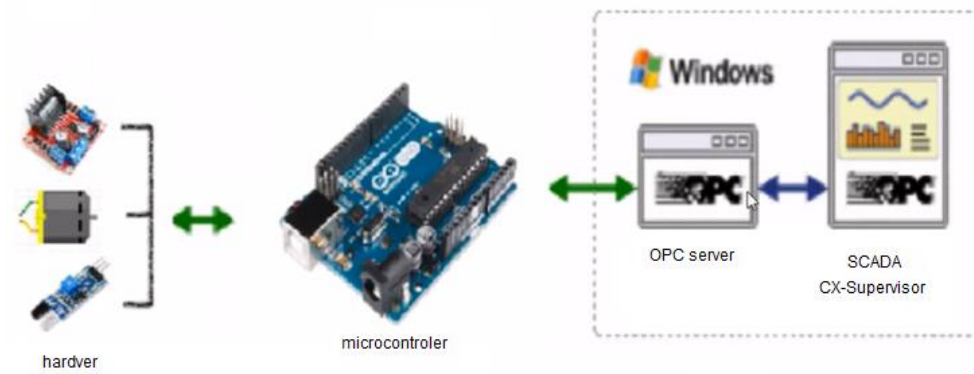 Windows
OPC
OPC
OPC server
SCADA
CX-Supervisor
microcontroler
hardver